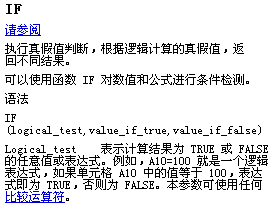 IF
请参阅
执行真假值判断，根据逻辑计算的真假值，返
回不同结果。
可以使用函数 IF 对数值和公式进行条件检测。
语法
IF
(logical_test,value_if_true,value_if_false)
Logical_test 表示计算结果为 TRUE 或 FALSE
的任意值或表达式。例如，A10=100 就是一个逻辑
表达式，如果单元格 A10 中的值等于 100，表达
式即为 TRUE，否则为 FALSE。本参数可使用任何
比较运算符。